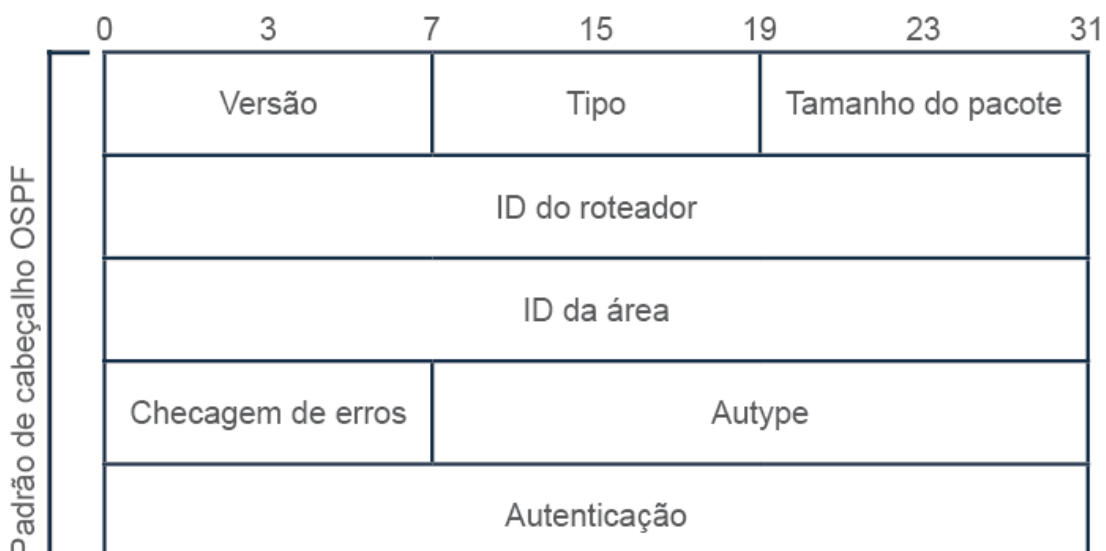 0 3 7 15 19 23 31
Versão Tipo Tamanho do pacote
ID do roteador
ID da área
Checagem de erros Autype
Autenticação
Padrão de cabeçalho OSPF